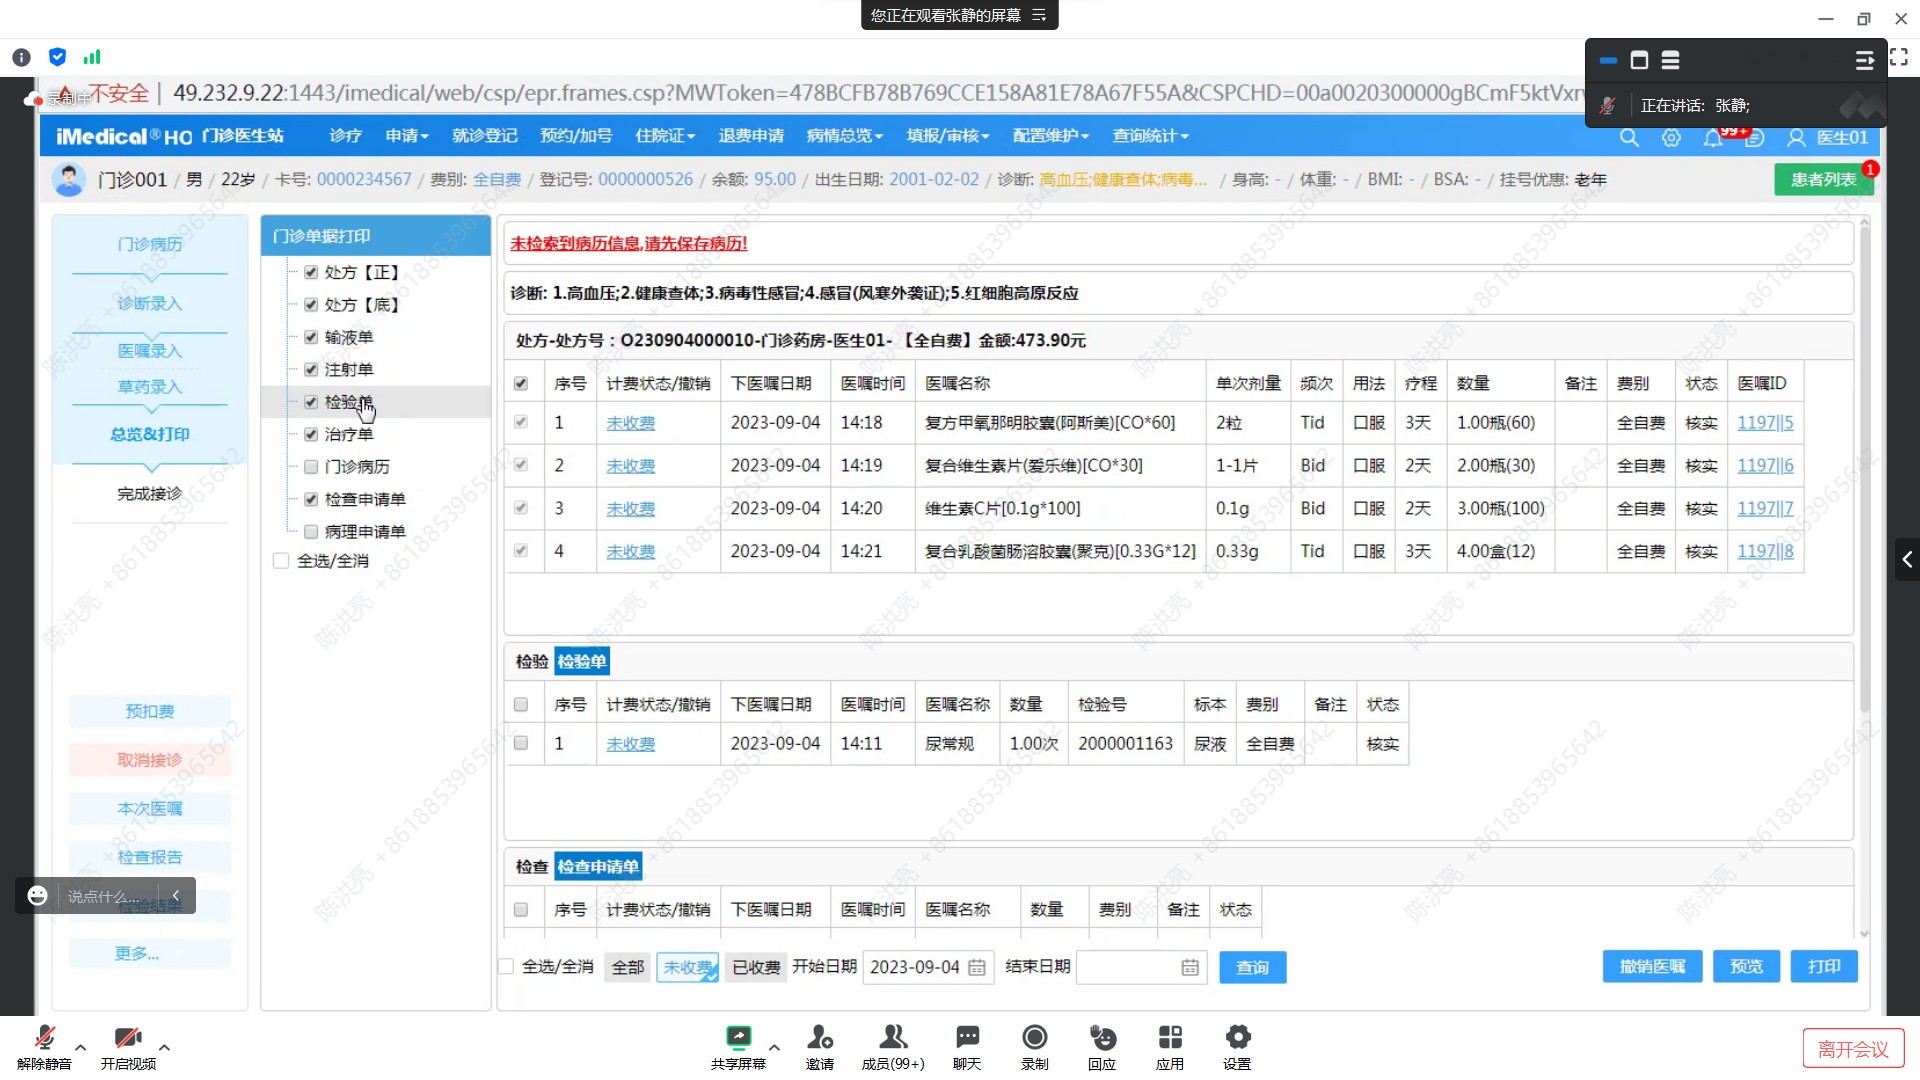 您正在观看张静的屏幕
正在讲话: 张静;
录制中
不安全 | 49.232.9.22:1443/imedical/web/csp/epr.frames.csp?MWToken=478BCFB78B769CCE158A81E78A67F55A&CSPCHD=00a0020300000gBCmF5ktVxr
iMedical® HO 门诊医生站 诊疗 申请 就诊登记 预约/加号 住院证 退费申请 病情总览 填报/审核 配置维护 查询统计 99+ 医生01
门诊001 / 男 / 22岁 / 卡号: 0000234567 / 费别: 全自费 / 登记号: 0000000526 / 余额: 95.00 / 出生日期: 2001-02-02 / 诊断: 高血压;健康查体;病毒... / 身高: - / 体重: - / BMI: - / BSA: - / 挂号优惠: 老年 患者列表 1
门诊病历
诊断录入
医嘱录入
草药录入
总览&打印
完成接诊
预扣费
取消接诊
本次医嘱
检查报告
检验结果
更多...
说点什么...
门诊单据打印
处方【正】
处方【底】
输液单
注射单
检验单
治疗单
门诊病历
检查申请单
病理申请单
全选/全消
未检索到病历信息,请先保存病历!
诊断: 1.高血压;2.健康查体;3.病毒性感冒;4.感冒(风寒外袭证);5.红细胞高原反应
处方-处方号：O230904000010-门诊药房-医生01- 【全自费】金额:473.90元
序号 计费状态/撤销 下医嘱日期 医嘱时间 医嘱名称 单次剂量 频次 用法 疗程 数量 备注 费别 状态 医嘱ID
1 未收费 2023-09-04 14:18 复方甲氧那明胶囊(阿斯美)[CO*60] 2粒 Tid 口服 3天 1.00瓶(60) 全自费 核实 1197||5
2 未收费 2023-09-04 14:19 复合维生素片(爱乐维)[CO*30] 1-1片 Bid 口服 2天 2.00瓶(30) 全自费 核实 1197||6
3 未收费 2023-09-04 14:20 维生素C片[0.1g*100] 0.1g Bid 口服 2天 3.00瓶(100) 全自费 核实 1197||7
4 未收费 2023-09-04 14:21 复合乳酸菌肠溶胶囊(聚克)[0.33G*12] 0.33g Tid 口服 3天 4.00盒(12) 全自费 核实 1197||8
检验 检验单
序号 计费状态/撤销 下医嘱日期 医嘱时间 医嘱名称 数量 检验号 标本 费别 备注 状态
1 未收费 2023-09-04 14:11 尿常规 1.00次 2000001163 尿液 全自费 核实
检查 检查申请单
序号 计费状态/撤销 下医嘱日期 医嘱时间 医嘱名称 数量 费别 备注 状态
全选/全消 全部 未收费 已收费 开始日期 2023-09-04 结束日期 查询 撤销医嘱 预览 打印
陈洪亮 +8618853965642
解除静音 开启视频 共享屏幕 邀请 成员(99+) 聊天 录制 回应 应用 设置 离开会议